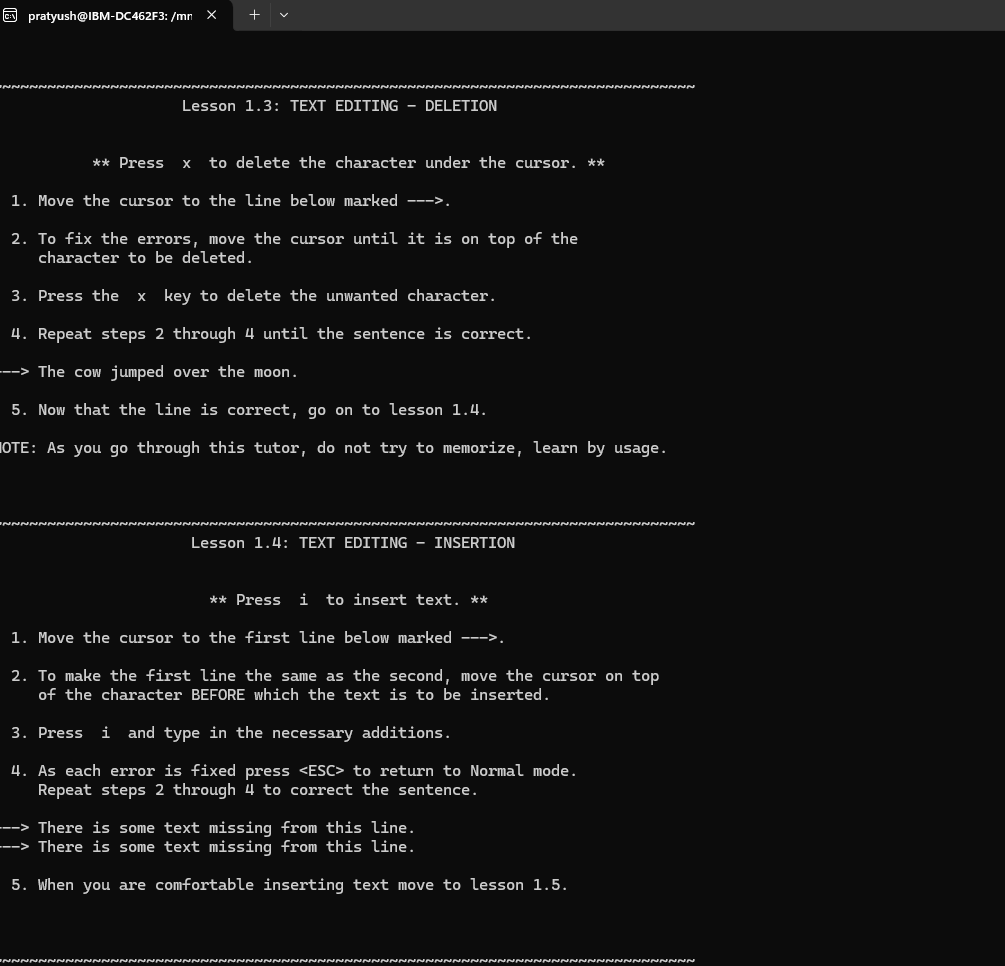 pratyush@IBM-DC462F3: /mn
~~~~~~~~~~~~~~~~~~~~~~~~~~~~~~~~~~~~~~~~~~~~~~~~~~~~~~~~~~~~~~~~~~~~~~~~~~~~~
Lesson 1.3: TEXT EDITING - DELETION
** Press  x  to delete the character under the cursor. **
1. Move the cursor to the line below marked --->.
2. To fix the errors, move the cursor until it is on top of the
character to be deleted.
3. Press the  x  key to delete the unwanted character.
4. Repeat steps 2 through 4 until the sentence is correct.
--> The cow jumped over the moon.
5. Now that the line is correct, go on to lesson 1.4.
NOTE: As you go through this tutor, do not try to memorize, learn by usage.
~~~~~~~~~~~~~~~~~~~~~~~~~~~~~~~~~~~~~~~~~~~~~~~~~~~~~~~~~~~~~~~~~~~~~~~~~~~~~
Lesson 1.4: TEXT EDITING - INSERTION
** Press  i  to insert text. **
1. Move the cursor to the first line below marked --->.
2. To make the first line the same as the second, move the cursor on top
of the character BEFORE which the text is to be inserted.
3. Press  i  and type in the necessary additions.
4. As each error is fixed press <ESC> to return to Normal mode.
Repeat steps 2 through 4 to correct the sentence.
--> There is some text missing from this line.
--> There is some text missing from this line.
5. When you are comfortable inserting text move to lesson 1.5.
~~~~~~~~~~~~~~~~~~~~~~~~~~~~~~~~~~~~~~~~~~~~~~~~~~~~~~~~~~~~~~~~~~~~~~~~~~~~~